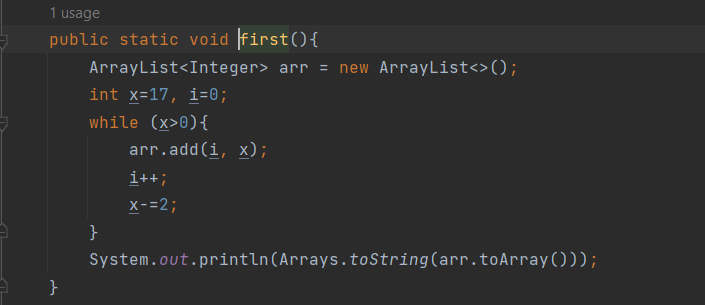 1 usage
public static void first(){
ArrayList<Integer> arr = new ArrayList<>();
int x=17, i=0;
while (x>0){
arr.add(i, x);
i++;
x-=2;
}
System.out.println(Arrays.toString(arr.toArray()));
}